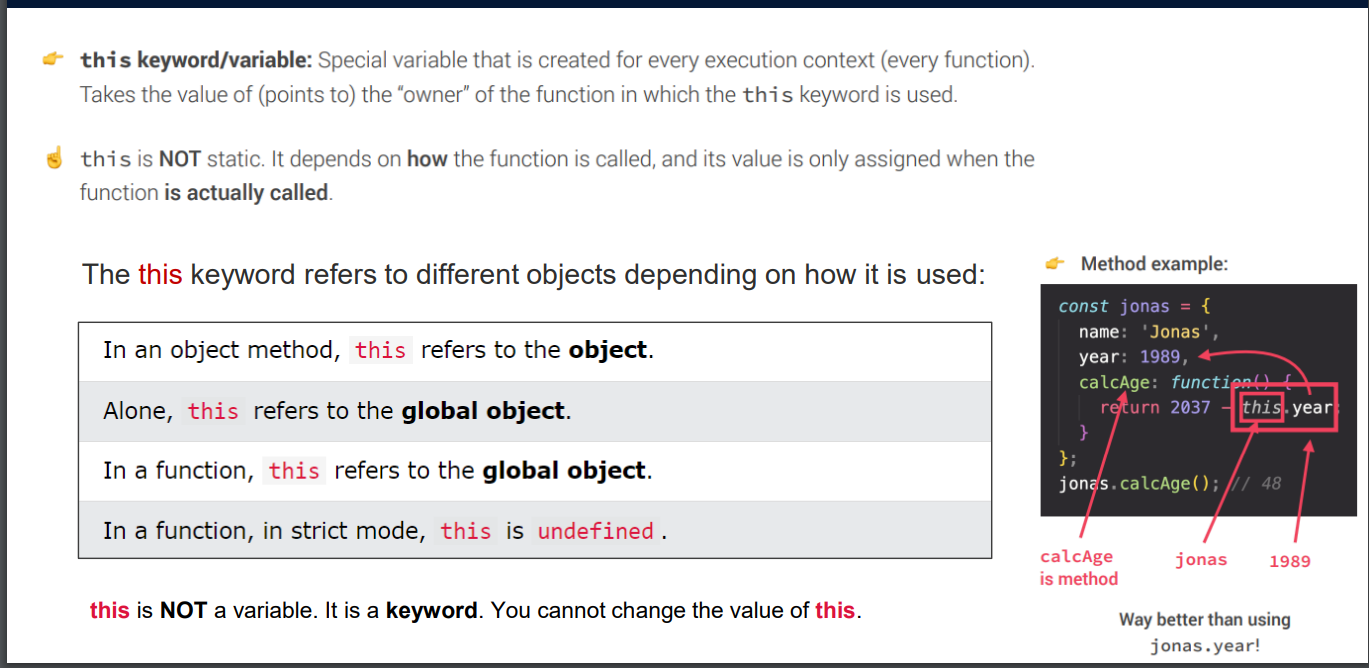 👉 this keyword/variable: Special variable that is created for every execution context (every function).
Takes the value of (points to) the “owner” of the function in which the this keyword is used.
☝️ this is NOT static. It depends on how the function is called, and its value is only assigned when the
function is actually called.
The this keyword refers to different objects depending on how it is used:
In an object method, this refers to the object.
Alone, this refers to the global object.
In a function, this refers to the global object.
In a function, in strict mode, this is undefined.
this is NOT a variable. It is a keyword. You cannot change the value of this.
👉 Method example:
const jonas = {
name: 'Jonas',
year: 1989,
calcAge: function() {
return 2037 - this.year;
}
};
jonas.calcAge(); // 48
calcAge
is method
jonas
1989
Way better than using
jonas.year!